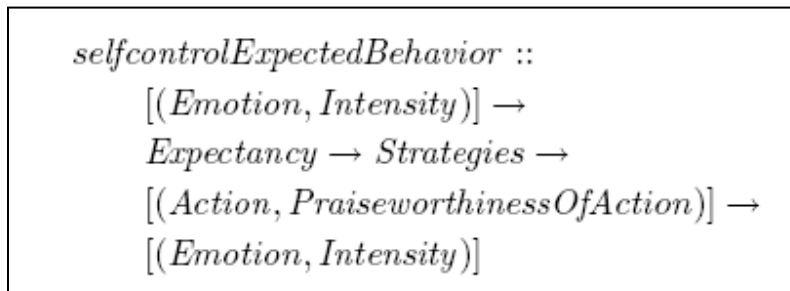 selfcontrolExpectedBehavior ::
[(Emotion, Intensity)] →
Expectancy → Strategies →
[(Action, PraiseworthinessOfAction)] →
[(Emotion, Intensity)]